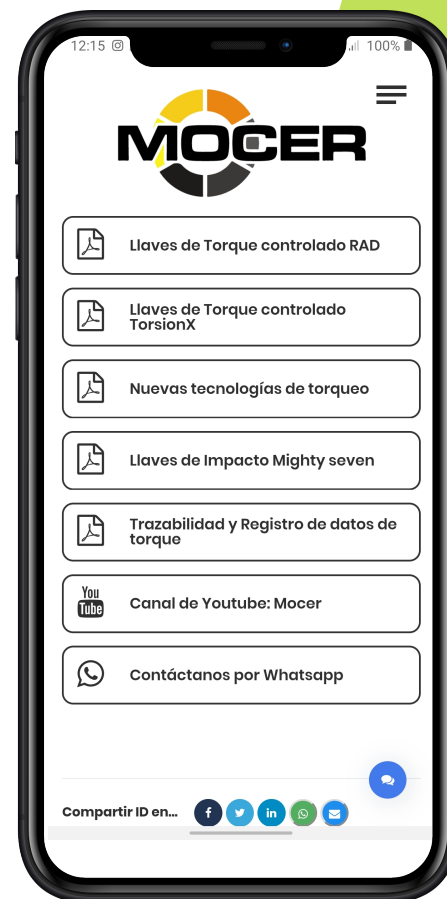 12:15
100%
MOCER
Llaves de Torque controlado RAD
Llaves de Torque controlado
TorsionX
Nuevas tecnologías de torqueo
Llaves de Impacto Mighty seven
Trazabilidad y Registro de datos de
torque
You
Tube
Canal de Youtube: Mocer
Contáctanos por Whatsapp
Compartir ID en...
f
in